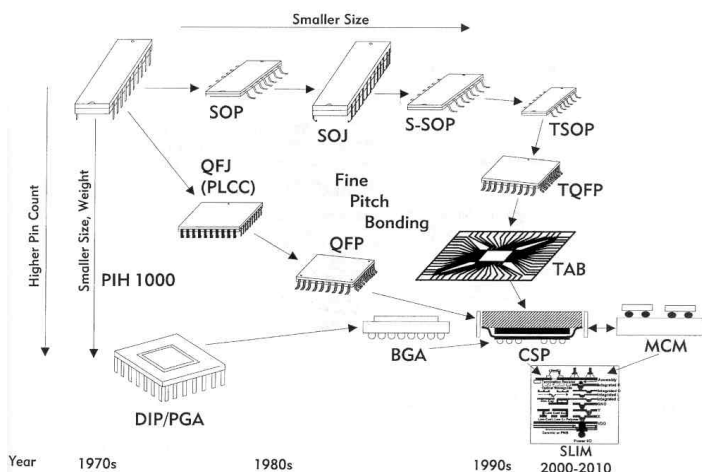 Smaller Size
SOP
SOJ
S-SOP
TSOP
Higher Pin Count
Smaller Size, Weight
QFJ
(PLCC)
Fine
Pitch
Bonding
TQFP
QFP
TAB
PIH 1000
DIP/PGA
BGA
CSP
MCM
Assembly
SLIM
Year
1970s
1980s
1990s
2000-2010